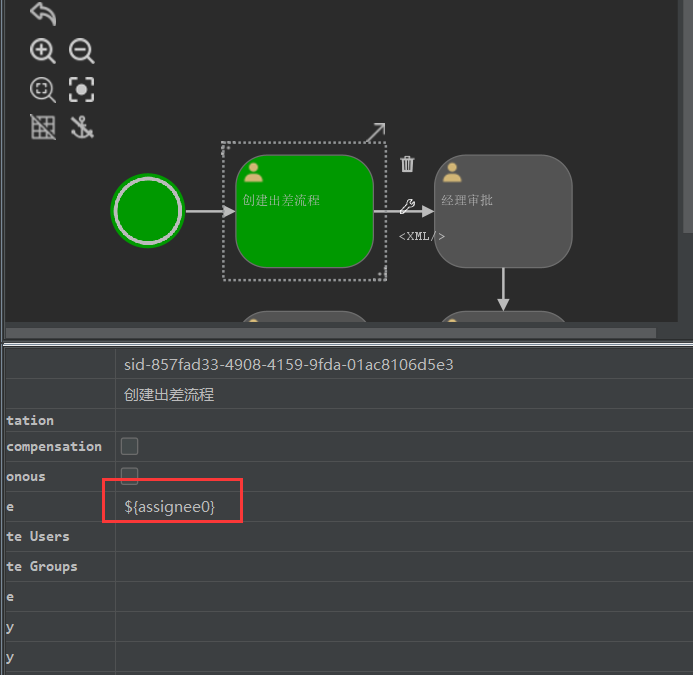 创建出差流程
经理审批
<XML/>
sid-857fad33-4908-4159-9fda-01ac8106d5e3
创建出差流程
tation
compensation
onous
e
${assignee0}
te Users
te Groups
e
y
y